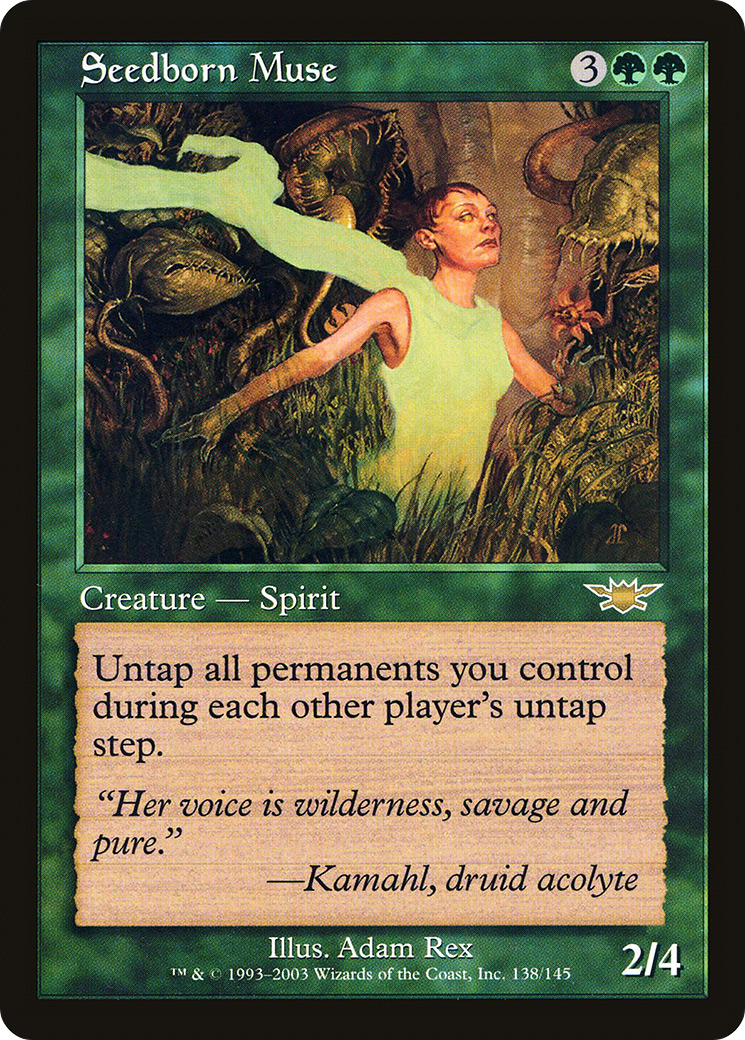 Seedborn Muse 3
Creature — Spirit
Untap all permanents you control
during each other player's untap
step.
"Her voice is wilderness, savage and
pure."
—Kamahl, druid acolyte
Illus. Adam Rex
™ & © 1993–2003 Wizards of the Coast, Inc. 138/145
2/4